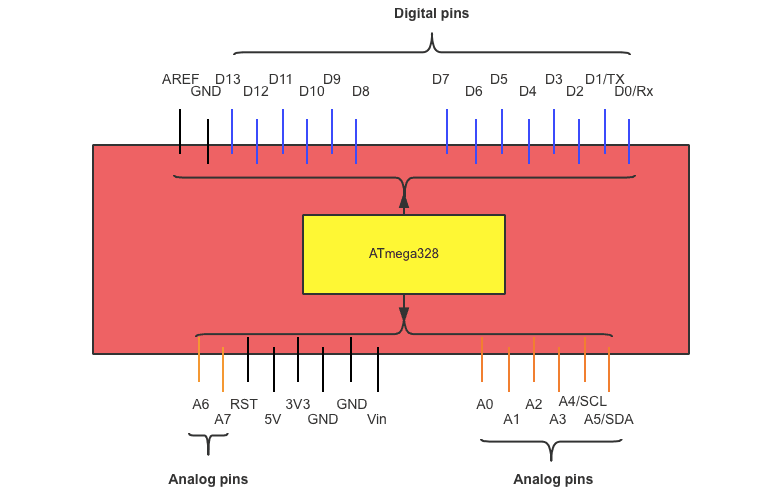 Digital pins
AREF D13 D11 D9 D7 D5 D3 D1/TX
GND D12 D10 D8 D6 D4 D2 D0/Rx
ATmega328
A6 RST 3V3 GND A0 A2 A4/SCL
A7 5V GND Vin A1 A3 A5/SDA
Analog pins Analog pins